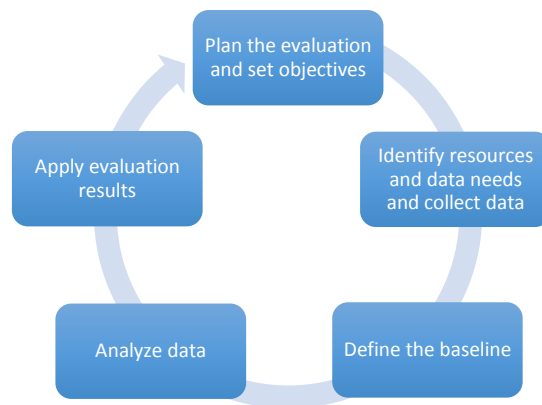 Plan the evaluation
and set objectives
Identify resources
and data needs
and collect data
Define the baseline
Analyze data
Apply evaluation
results